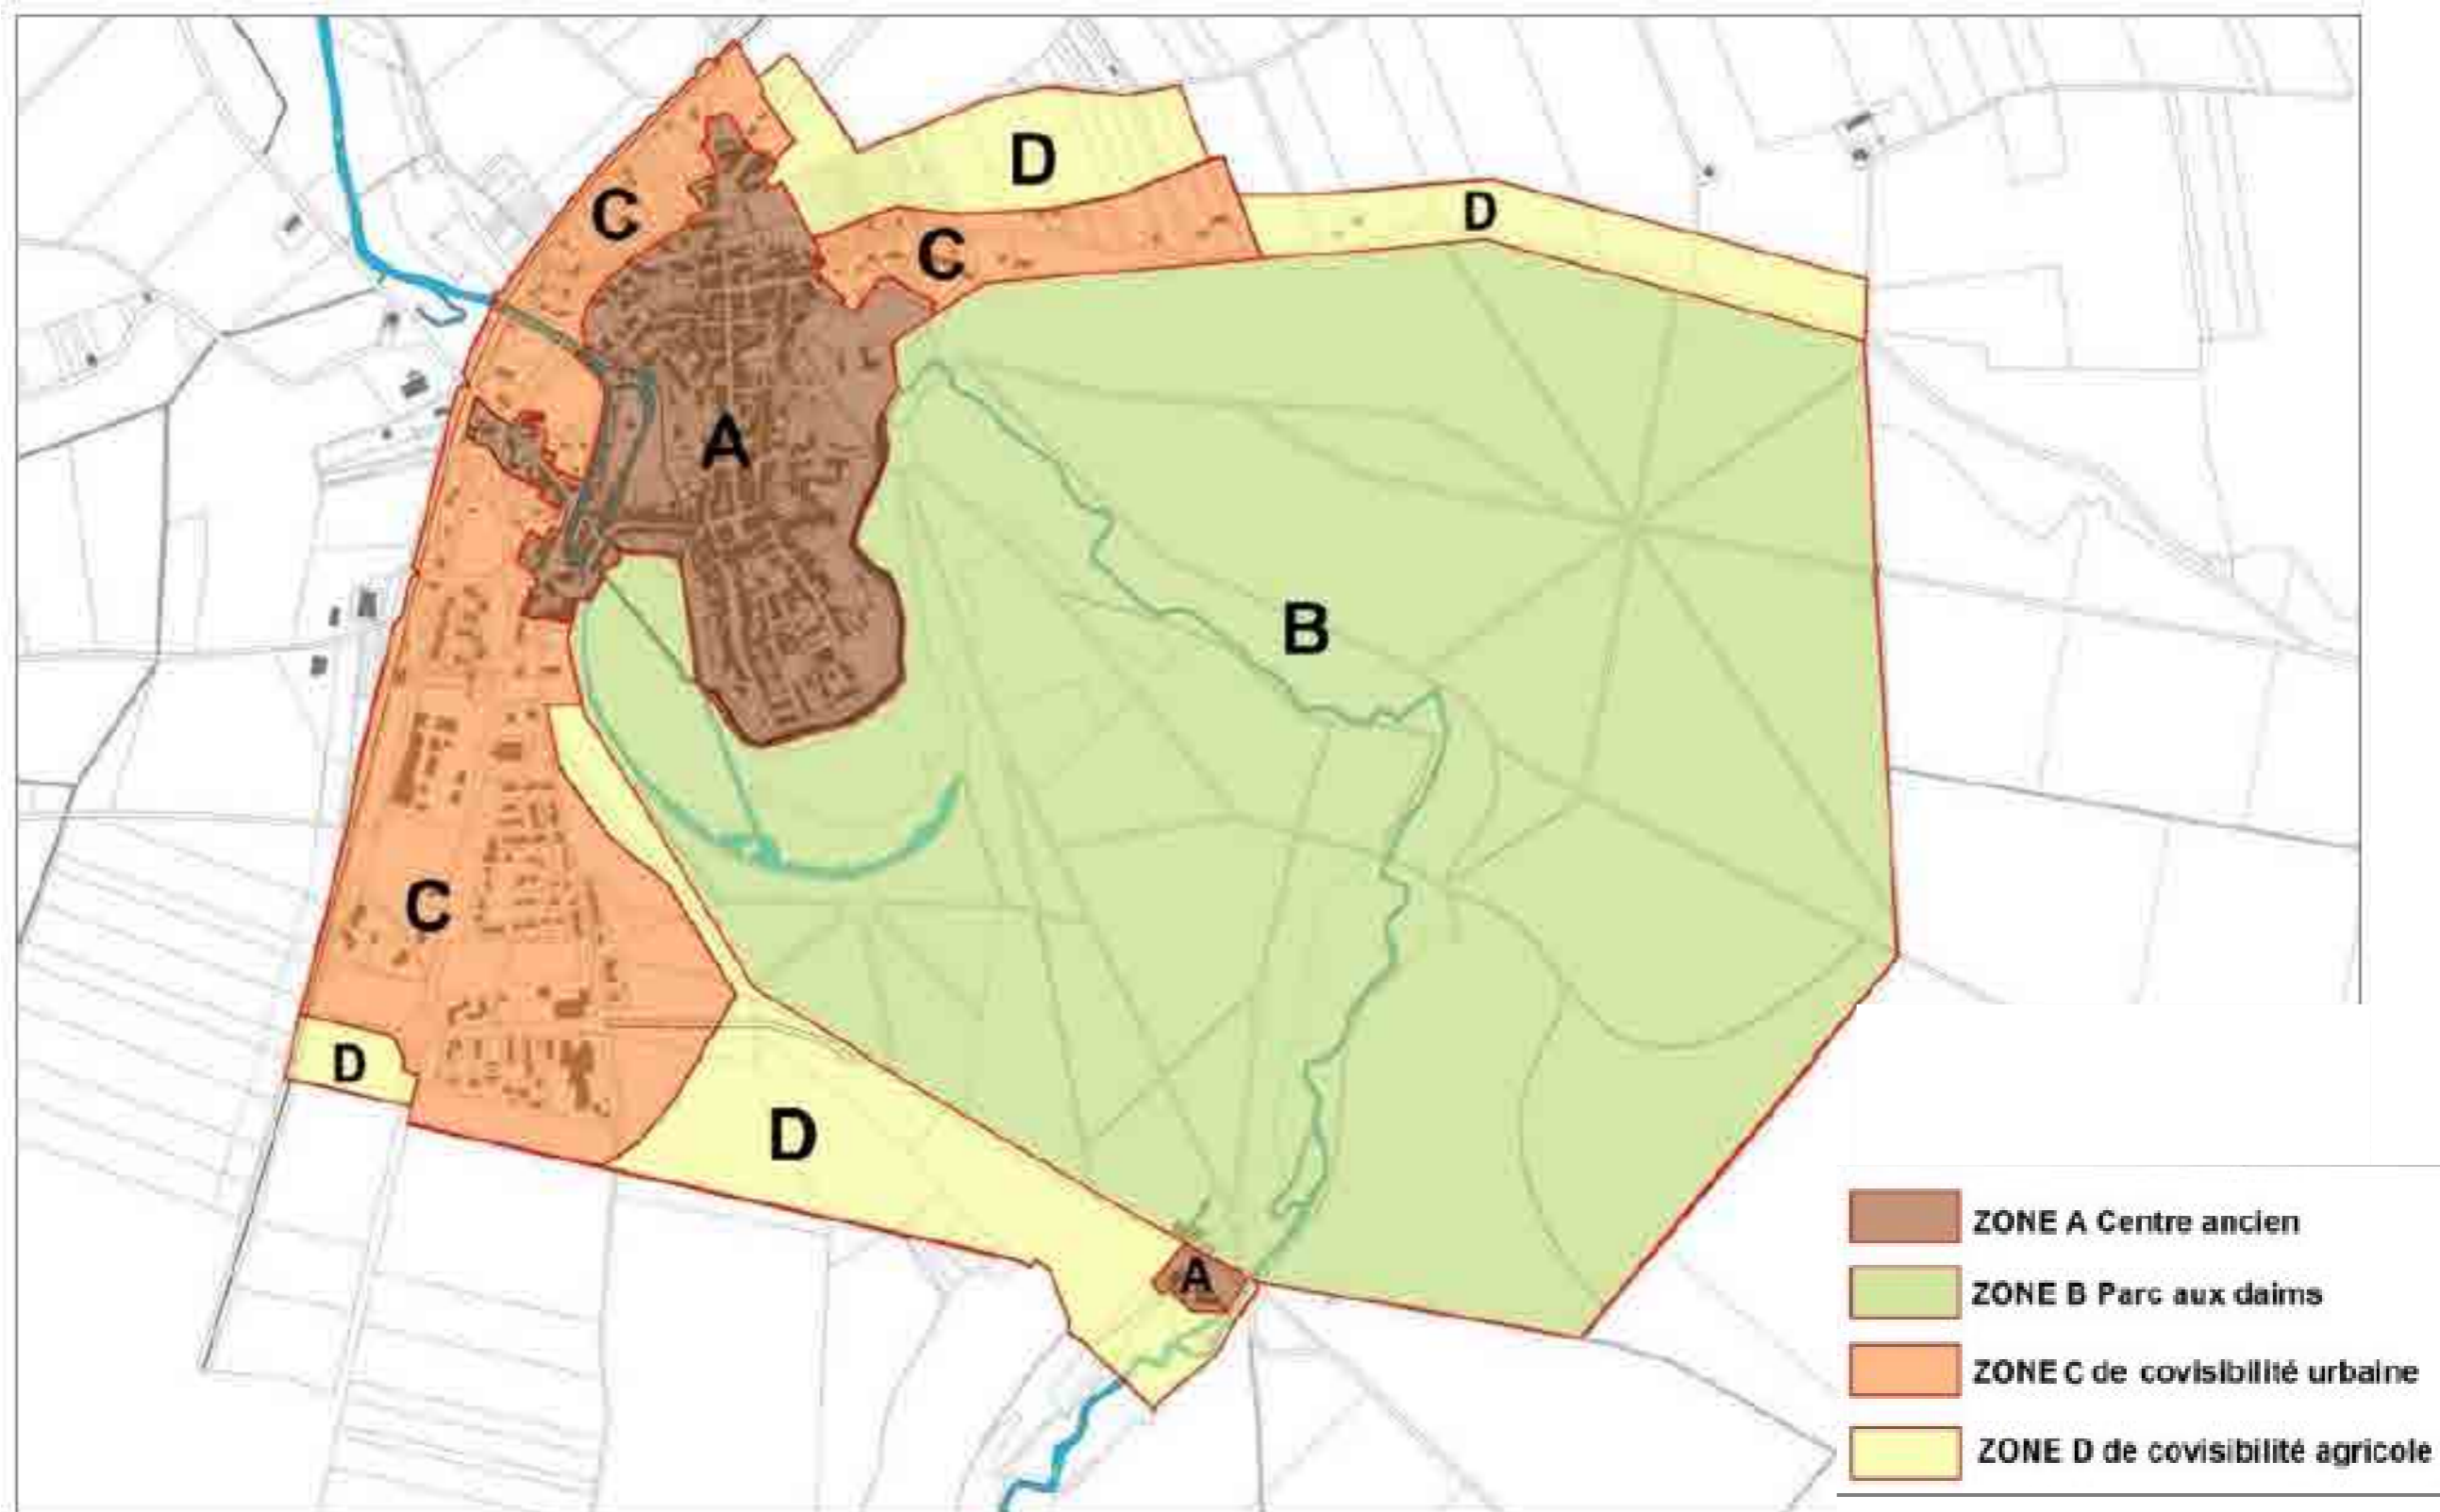 D
C
D
C
A
B
C
D
D
A
ZONE A Centre ancien
ZONE B Parc aux daims
ZONE C de covisibilité urbaine
ZONE D de covisibilité agricole